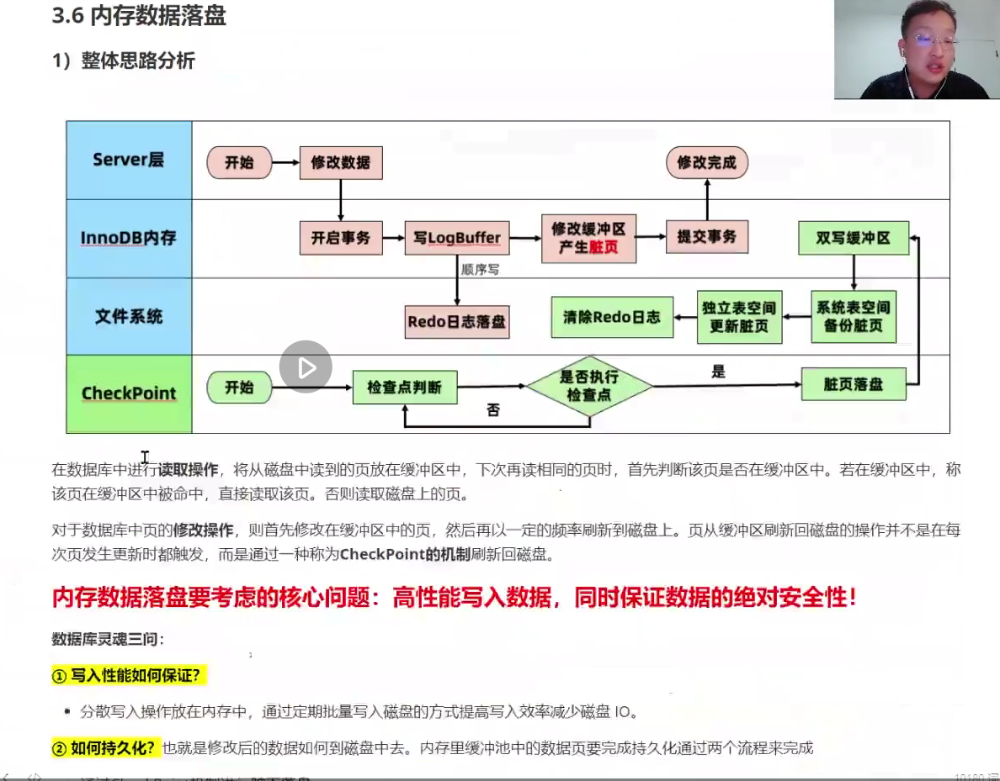 3.6 内存数据落盘
1）整体思路分析
Server层
开始
修改数据
修改完成
InnoDB内存
开启事务
写LogBuffer
修改缓冲区
产生脏页
提交事务
双写缓冲区
顺序写
文件系统
Redo日志落盘
清除Redo日志
独立表空间
更新脏页
系统表空间
备份脏页
CheckPoint
开始
检查点判断
是否执行
检查点
是
否
脏页落盘
在数据库中进行读取操作，将从磁盘中读到的页放在缓冲区中，下次再读相同的页时，首先判断该页是否在缓冲区中。若在缓冲区中，称
该页在缓冲区中被命中，直接读取该页。否则读取磁盘上的页。
对于数据库中页的修改操作，则首先修改在缓冲区中的页，然后再以一定的频率刷新到磁盘上。页从缓冲区刷新回磁盘的操作并不是在每
次页发生更新时都触发，而是通过一种称为CheckPoint的机制刷新回磁盘。
内存数据落盘要考虑的核心问题：高性能写入数据，同时保证数据的绝对安全性！
数据库灵魂三问：
① 写入性能如何保证？
• 分散写入操作放在内存中，通过定期批量写入磁盘的方式提高写入效率减少磁盘 IO。
② 如何持久化？也就是修改后的数据如何到磁盘中去。内存里缓冲池中的数据页要完成持久化通过两个流程来完成